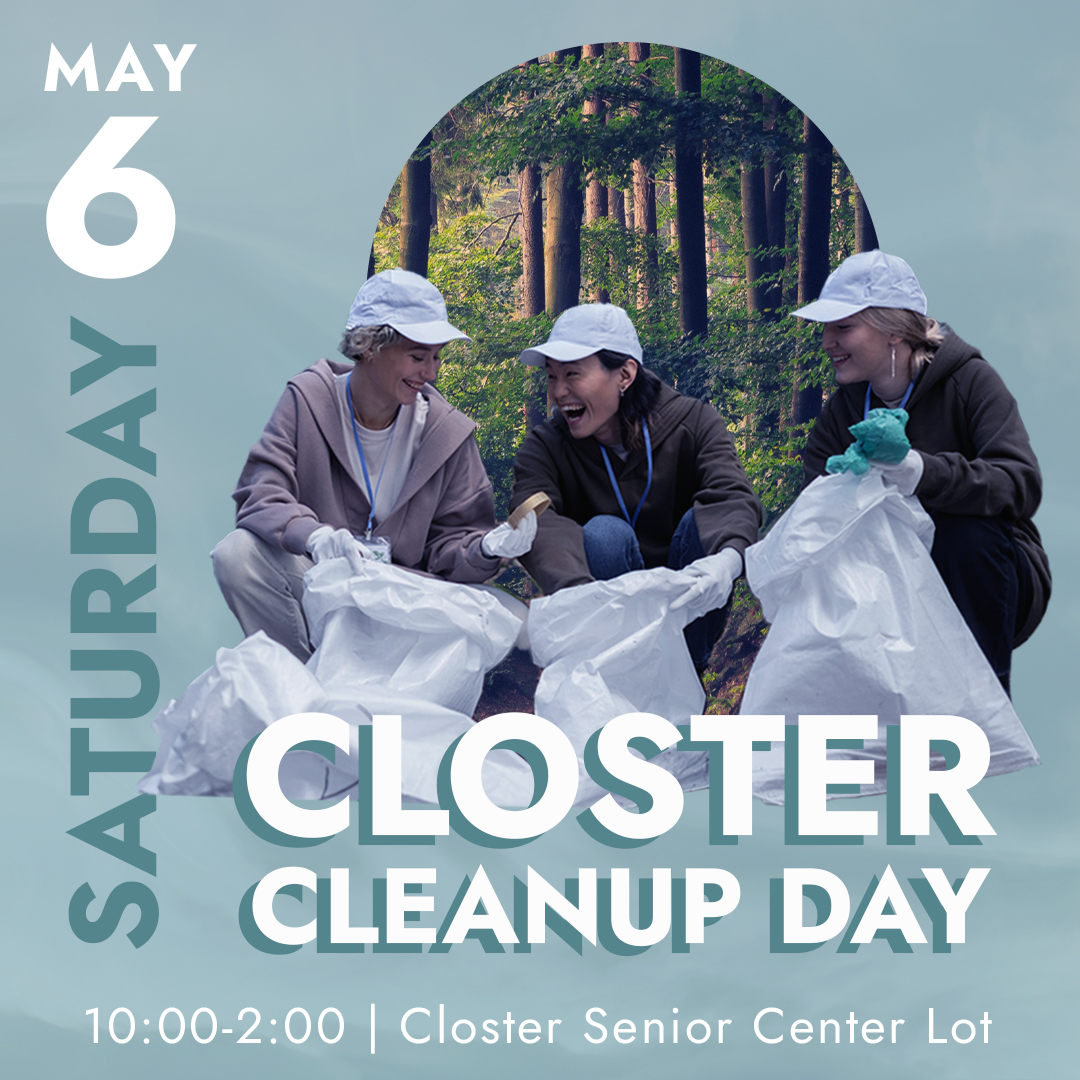 MAY
6
SATURDAY
CLOSTER
CLEANUP DAY
10:00-2:00 | Closter Senior Center Lot